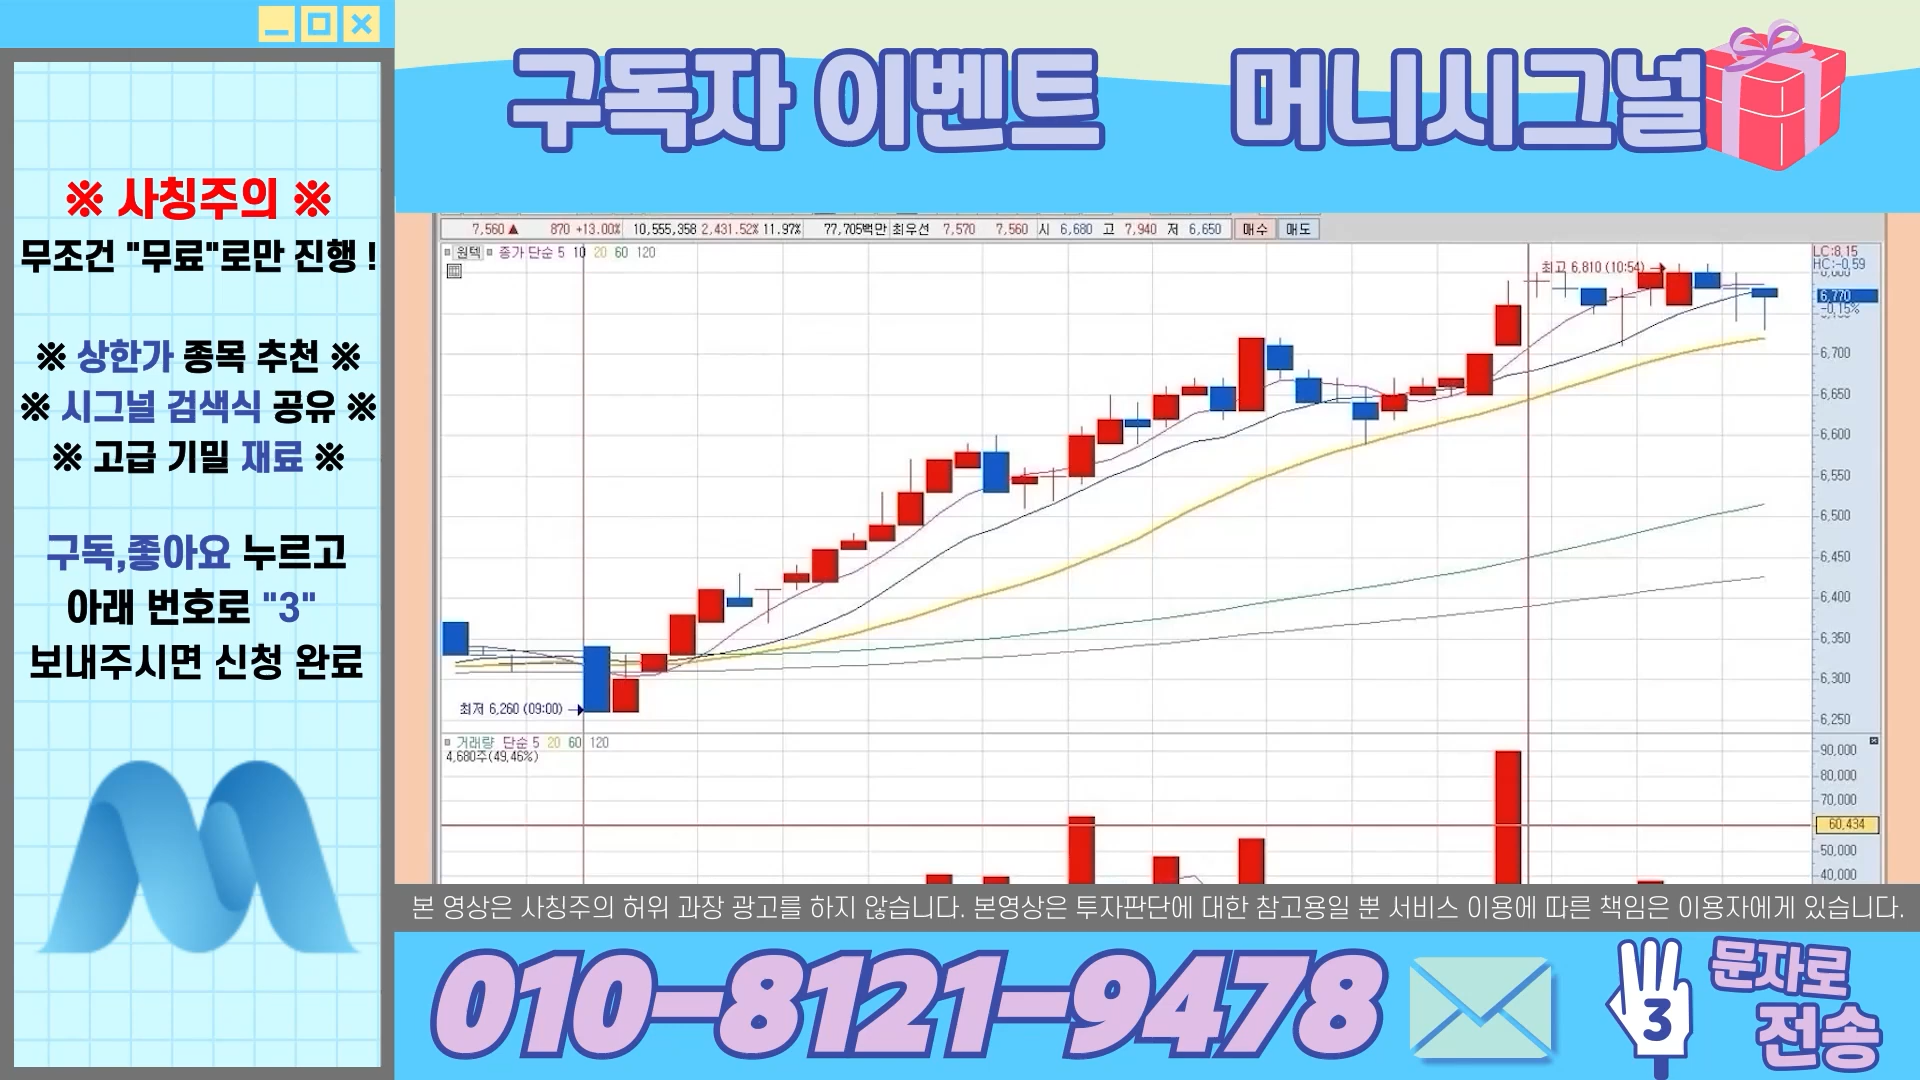 구독자 이벤트 머니시그널
※ 사칭주의 ※
무조건 "무료"로만 진행 !
※ 상한가 종목 추천 ※
※ 시그널 검색식 공유 ※
※ 고급 기밀 재료 ※
구독,좋아요 누르고
아래 번호로 "3"
보내주시면 신청 완료
7,560 ▲ 870 +13.00% 10,555,358 2,431.52% 11.97% 77,705백만 최우선 7,570 7,560 시 6,680 고 7,940 저 6,650 매수 매도
원텍 종가 단순 5 10 20 60 120
최고 6,810 (10:54)
LC:8.15
HC:-0.59
6,770
-0.15%
6,700
6,650
6,600
6,550
6,500
6,450
6,400
6,350
6,300
6,250
최저 6,260 (09:00)
거래량 단순 5 20 60 120
4,680주(49.46%)
90,000
80,000
70,000
60,434
50,000
40,000
본 영상은 사칭주의 허위 과장 광고를 하지 않습니다. 본영상은 투자판단에 대한 참고용일 뿐 서비스 이용에 따른 책임은 이용자에게 있습니다.
010-8121-9478
3
문자로
전송